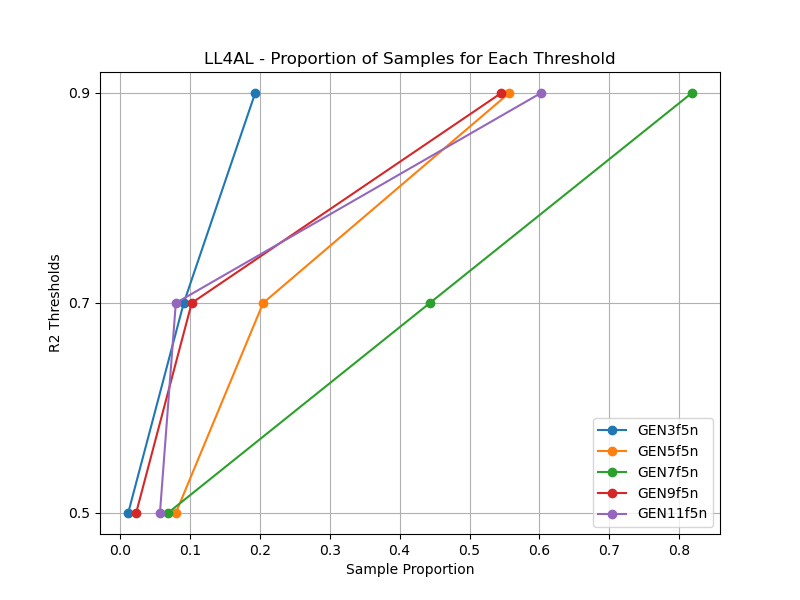 LL4AL - Proportion of Samples for Each Threshold
0.9
0.7
0.5
R2 Thresholds
0.0 0.1 0.2 0.3 0.4 0.5 0.6 0.7 0.8
Sample Proportion
GEN3f5n
GEN5f5n
GEN7f5n
GEN9f5n
GEN11f5n